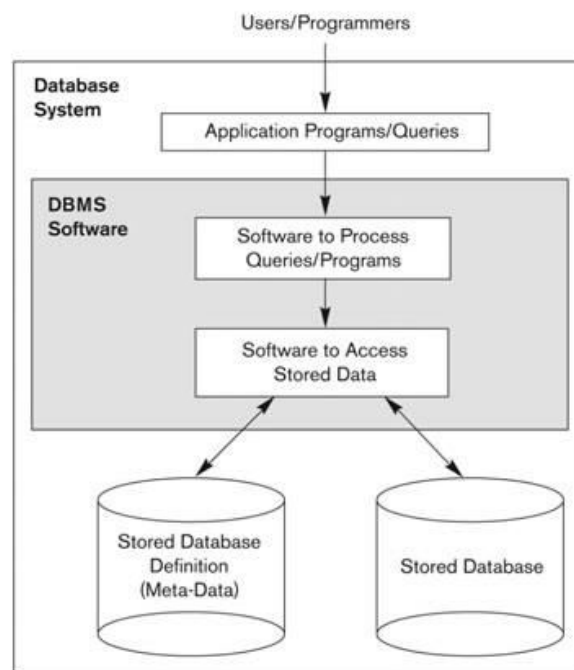 Users/Programmers
Database
System
Application Programs/Queries
DBMS
Software
Software to Process
Queries/Programs
Software to Access
Stored Data
Stored Database
Definition
(Meta-Data)
Stored Database